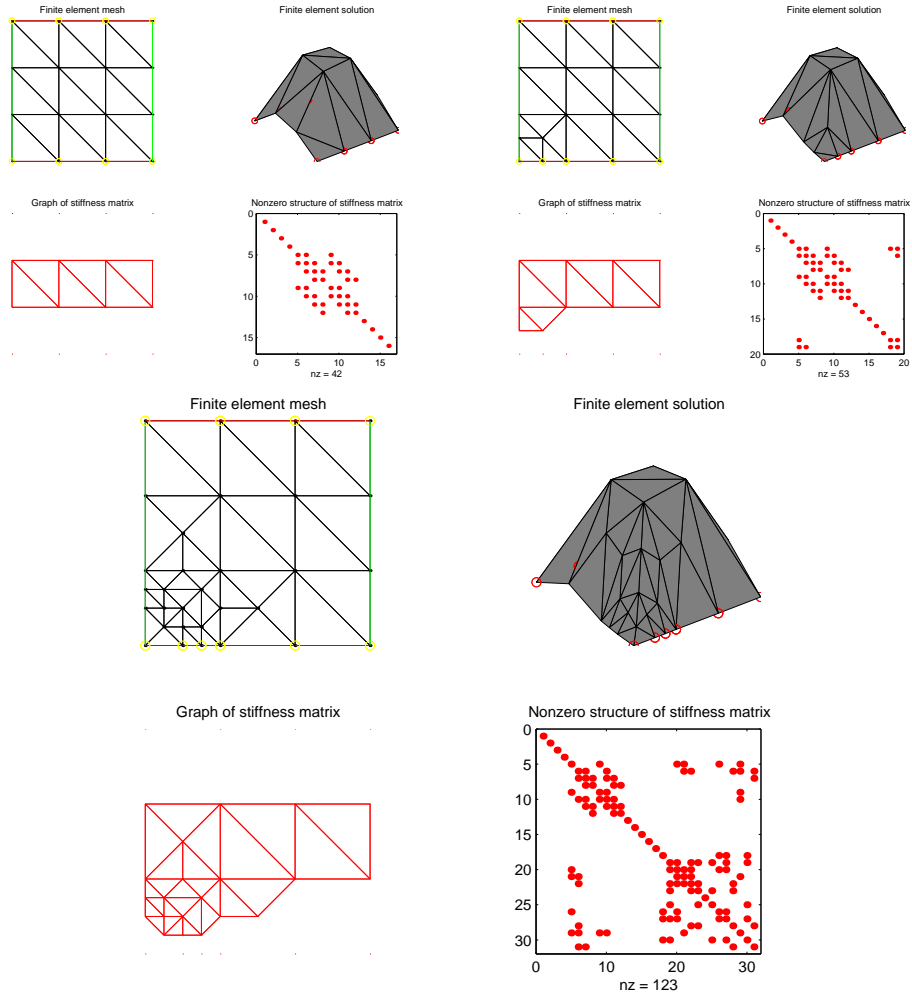 Finite element mesh
Finite element solution
Finite element mesh
Finite element solution
Graph of stiffness matrix
Nonzero structure of stiffness matrix
0
5
10
15
0 5 10 15
nz = 42
Graph of stiffness matrix
Nonzero structure of stiffness matrix
0
5
10
15
20
0 5 10 15 20
nz = 53
Finite element mesh
Finite element solution
Graph of stiffness matrix
Nonzero structure of stiffness matrix
0
5
10
15
20
25
30
0 10 20 30
nz = 123